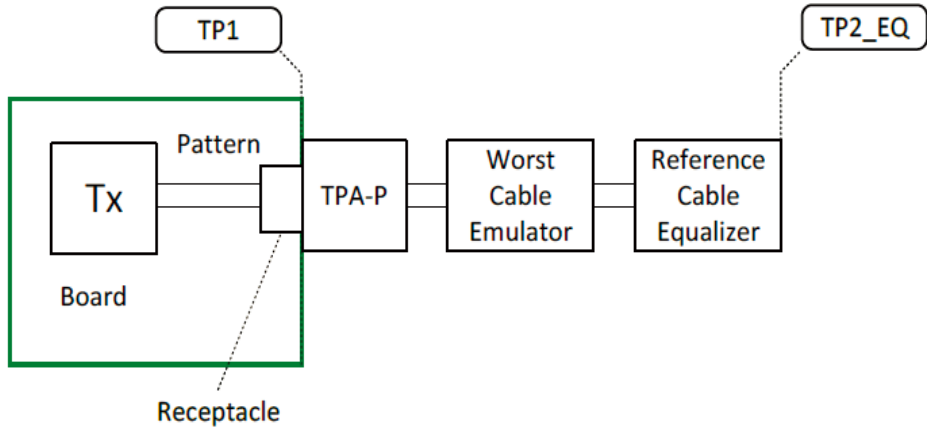 TP1
TP2_EQ
Pattern
Tx
Board
TPA-P
Worst
Cable
Emulator
Reference
Cable
Equalizer
Receptacle